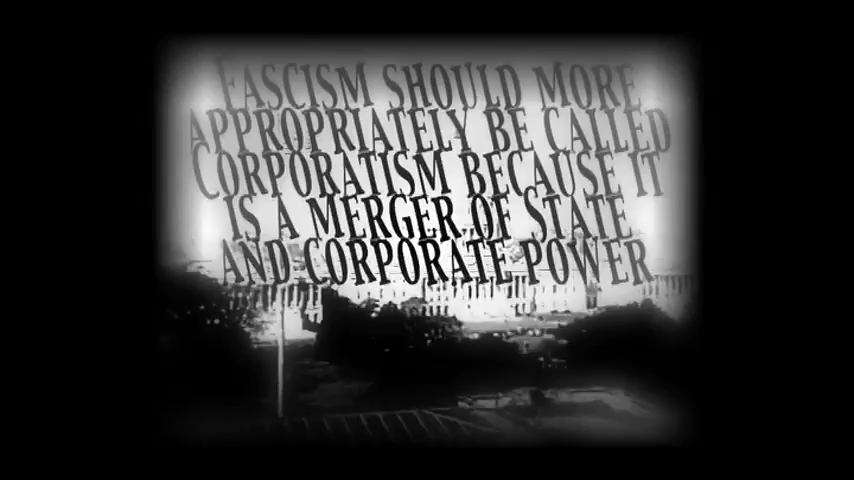 Fascism should more
appropriately be called
Corporatism because it
is a merger of State
and corporate power